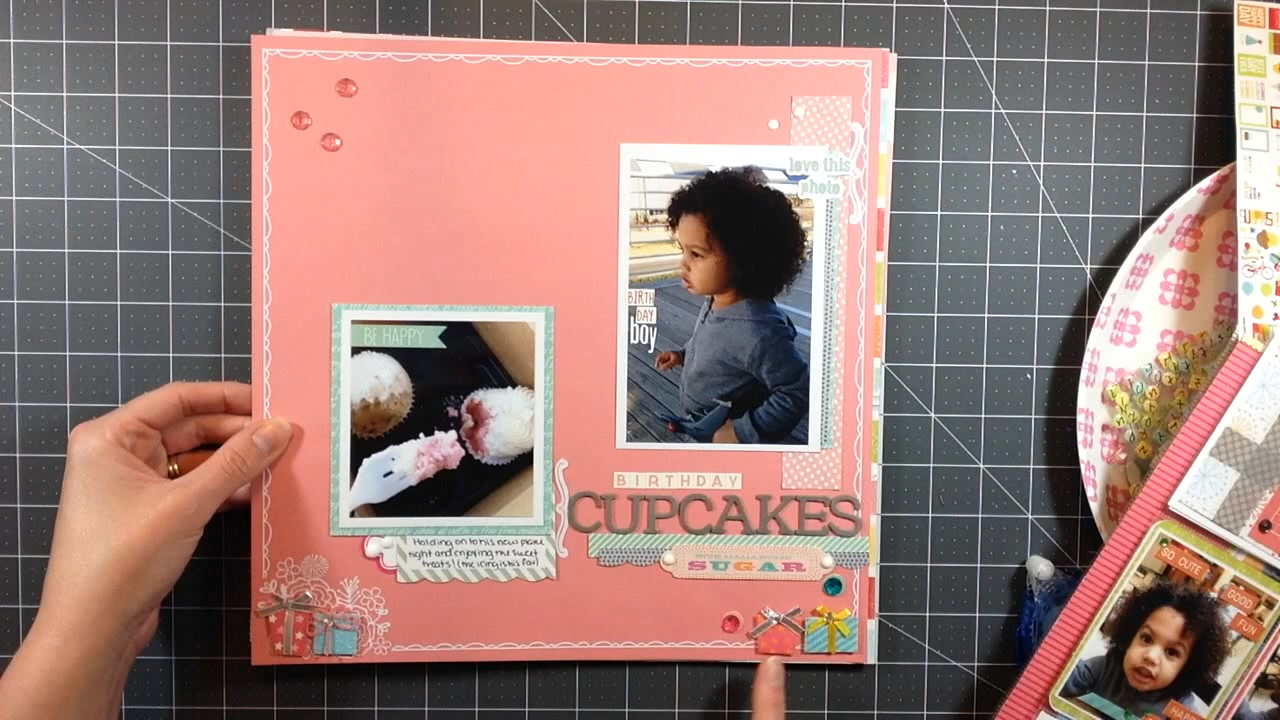 love this
photo
BIRTH
DAY
boy
BE HAPPY
BIRTHDAY
CUPCAKES
Holding on to his new plane
tight and enjoying the sweet
treats! (the icing is his fav)
SUGAR
SO CUTE
GOOD
FUN